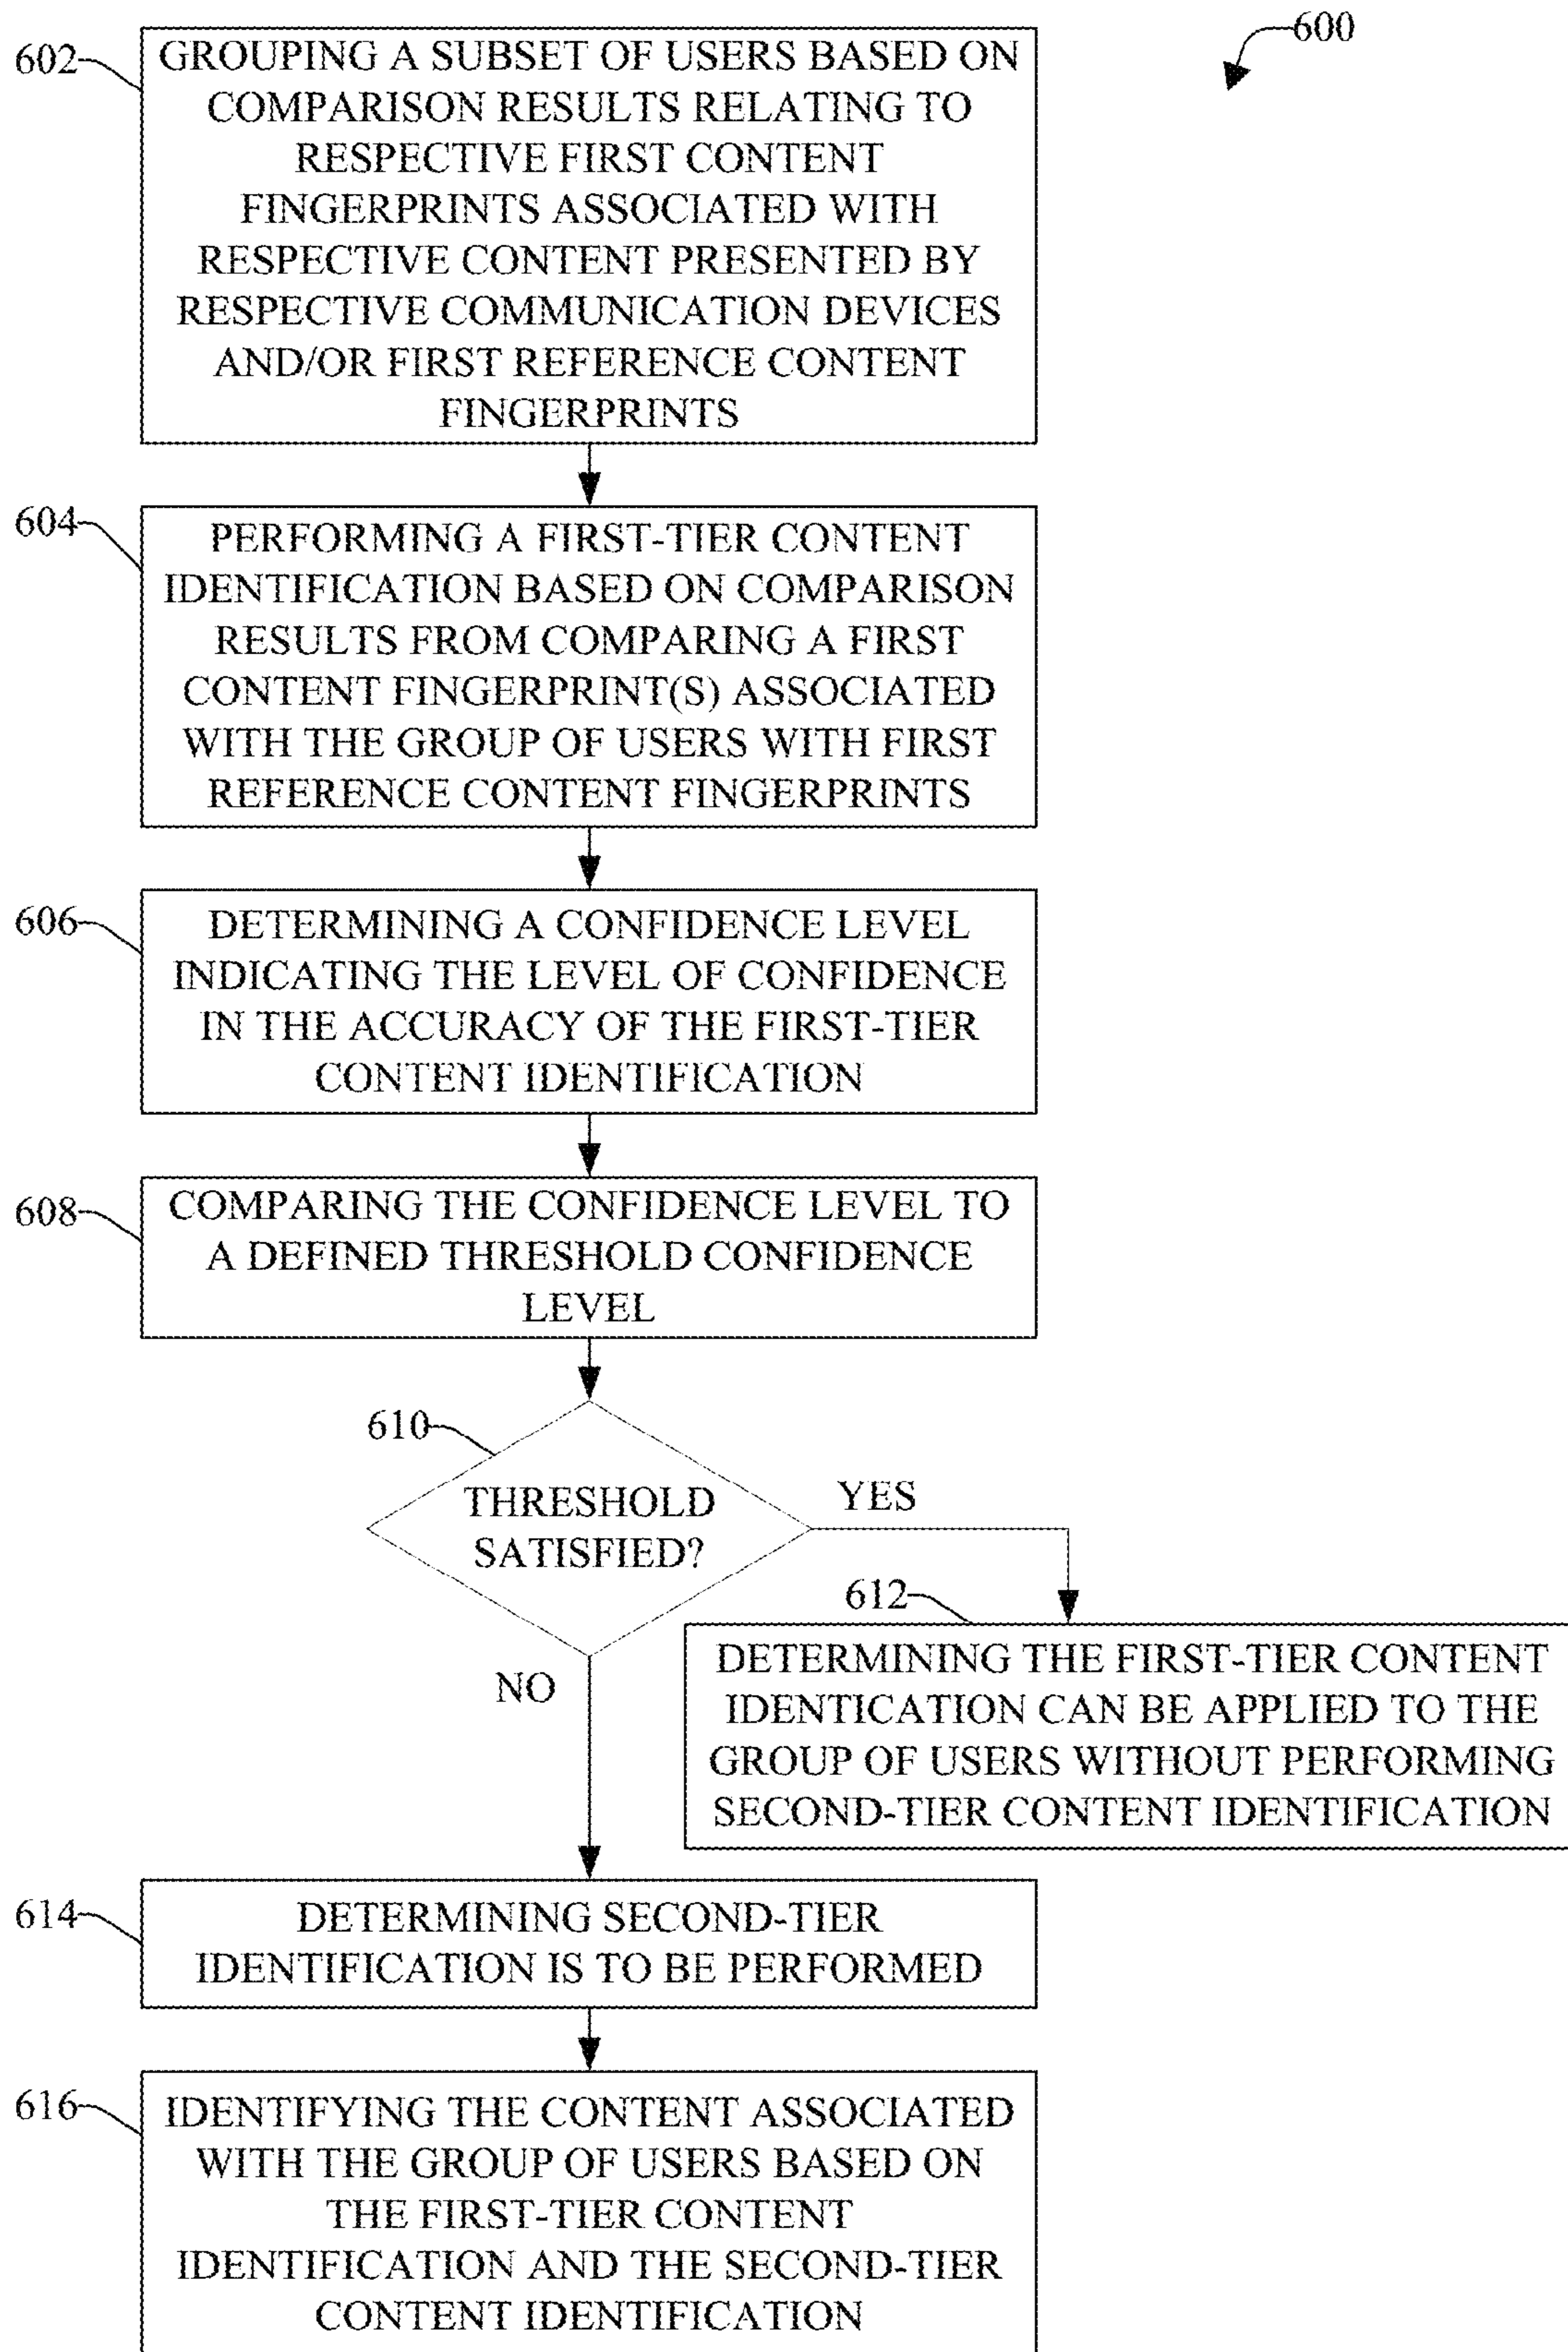 600
602
GROUPING A SUBSET OF USERS BASED ON
COMPARISON RESULTS RELATING TO
RESPECTIVE FIRST CONTENT
FINGERPRINTS ASSOCIATED WITH
RESPECTIVE CONTENT PRESENTED BY
RESPECTIVE COMMUNICATION DEVICES
AND/OR FIRST REFERENCE CONTENT
FINGERPRINTS
604
PERFORMING A FIRST-TIER CONTENT
IDENTIFICATION BASED ON COMPARISON
RESULTS FROM COMPARING A FIRST
CONTENT FINGERPRINT(S) ASSOCIATED
WITH THE GROUP OF USERS WITH FIRST
REFERENCE CONTENT FINGERPRINTS
606
DETERMINING A CONFIDENCE LEVEL
INDICATING THE LEVEL OF CONFIDENCE
IN THE ACCURACY OF THE FIRST-TIER
CONTENT IDENTIFICATION
608
COMPARING THE CONFIDENCE LEVEL TO
A DEFINED THRESHOLD CONFIDENCE
LEVEL
610
THRESHOLD
SATISFIED?
YES
612
DETERMINING THE FIRST-TIER CONTENT
IDENTICATION CAN BE APPLIED TO THE
GROUP OF USERS WITHOUT PERFORMING
SECOND-TIER CONTENT IDENTIFICATION
NO
614
DETERMINING SECOND-TIER
IDENTIFICATION IS TO BE PERFORMED
616
IDENTIFYING THE CONTENT ASSOCIATED
WITH THE GROUP OF USERS BASED ON
THE FIRST-TIER CONTENT
IDENTIFICATION AND THE SECOND-TIER
CONTENT IDENTIFICATION